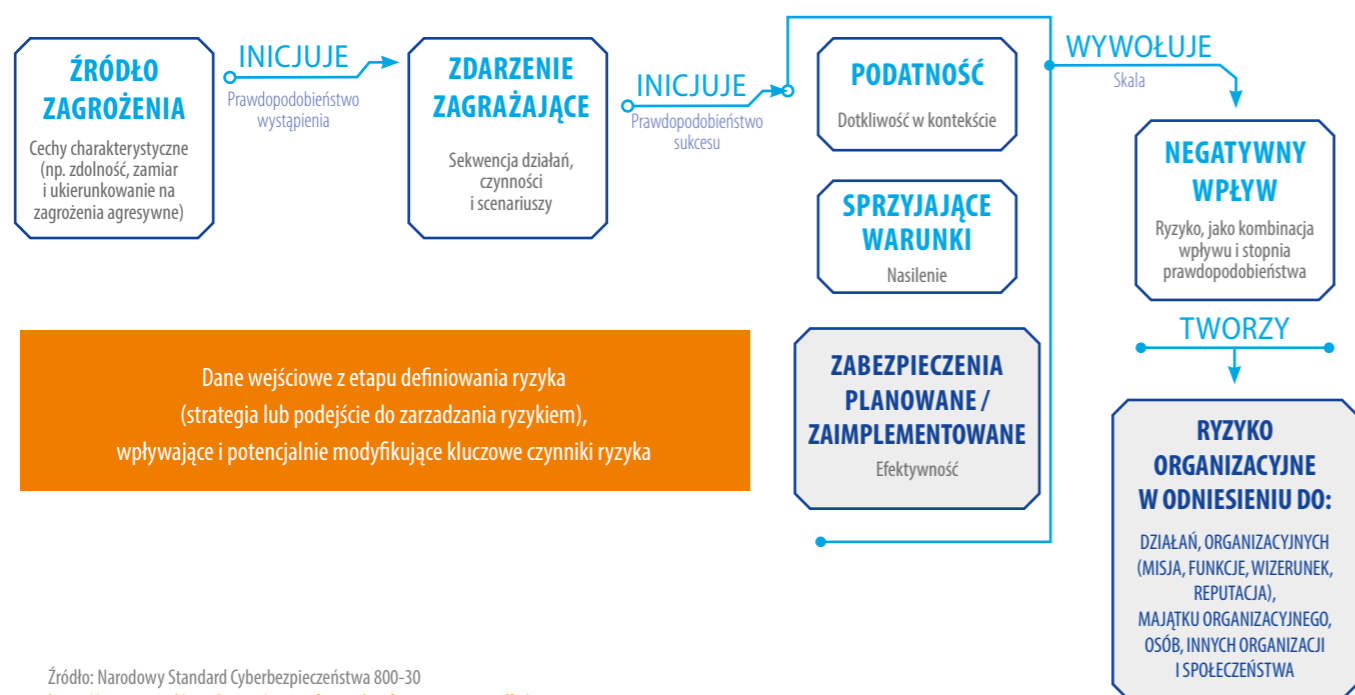 ŹRÓDŁO
ZAGROŻENIA
Cechy charakterystyczne
(np. zdolność, zamiar
i ukierunkowanie na
zagrożenia agresywne)
INICJUJE
Prawdopodobieństwo
wystąpienia
ZDARZENIE
ZAGRAŻAJĄCE
Sekwencja działań,
czynności
i scenariuszy
INICJUJE
Prawdopodobieństwo
sukcesu
PODATNOŚĆ
Dotkliwość w kontekście
SPRZYJAJĄCE
WARUNKI
Nasilenie
ZABEZPIECZENIA
PLANOWANE /
ZAIMPLEMENTOWANE
Efektywność
WYWOŁUJE
Skala
NEGATYWNY
WPŁYW
Ryzyko, jako kombinacja
wpływu i stopnia
prawdopodobieństwa
TWORZY
RYZYKO
ORGANIZACYJNE
W ODNIESIENIU DO:
DZIAŁAŃ, ORGANIZACYJNYCH
(MISJA, FUNKCJE, WIZERUNEK,
REPUTACJA),
MAJĄTKU ORGANIZACYJNEGO,
OSÓB, INNYCH ORGANIZACJI
I SPOŁECZEŃSTWA
Dane wejściowe z etapu definiowania ryzyka
(strategia lub podejście do zarzadzania ryzykiem),
wpływające i potencjalnie modyfikujące kluczowe czynniki ryzyka
Źródło: Narodowy Standard Cyberbezpieczeństwa 800-30